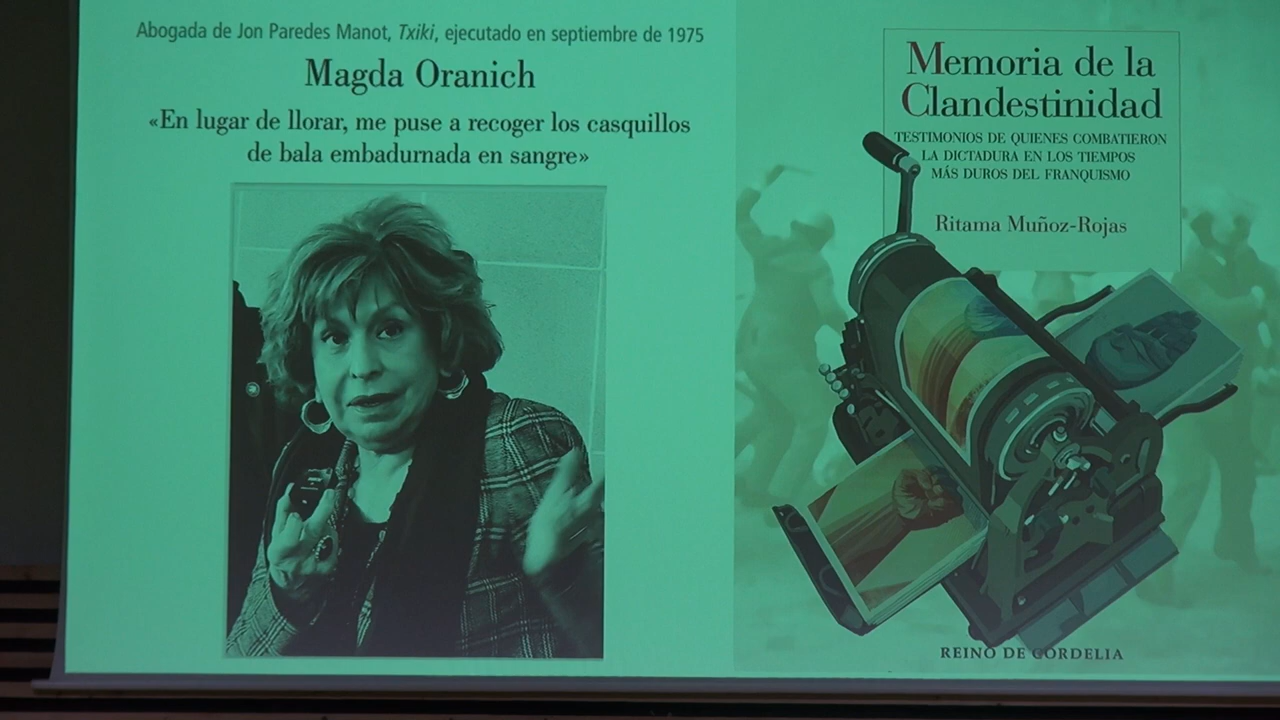 Abogada de Jon Paredes Manot, Txiki, ejecutado en septiembre de 1975
Magda Oranich
«En lugar de llorar, me puse a recoger los casquillos
de bala embadurnada en sangre»
Memoria de la
Clandestinidad
TESTIMONIOS DE QUIENES COMBATIERON
LA DICTADURA EN LOS TIEMPOS
MÁS DUROS DEL FRANQUISMO
Ritama Muñoz-Rojas
REINO DE CORDELIA